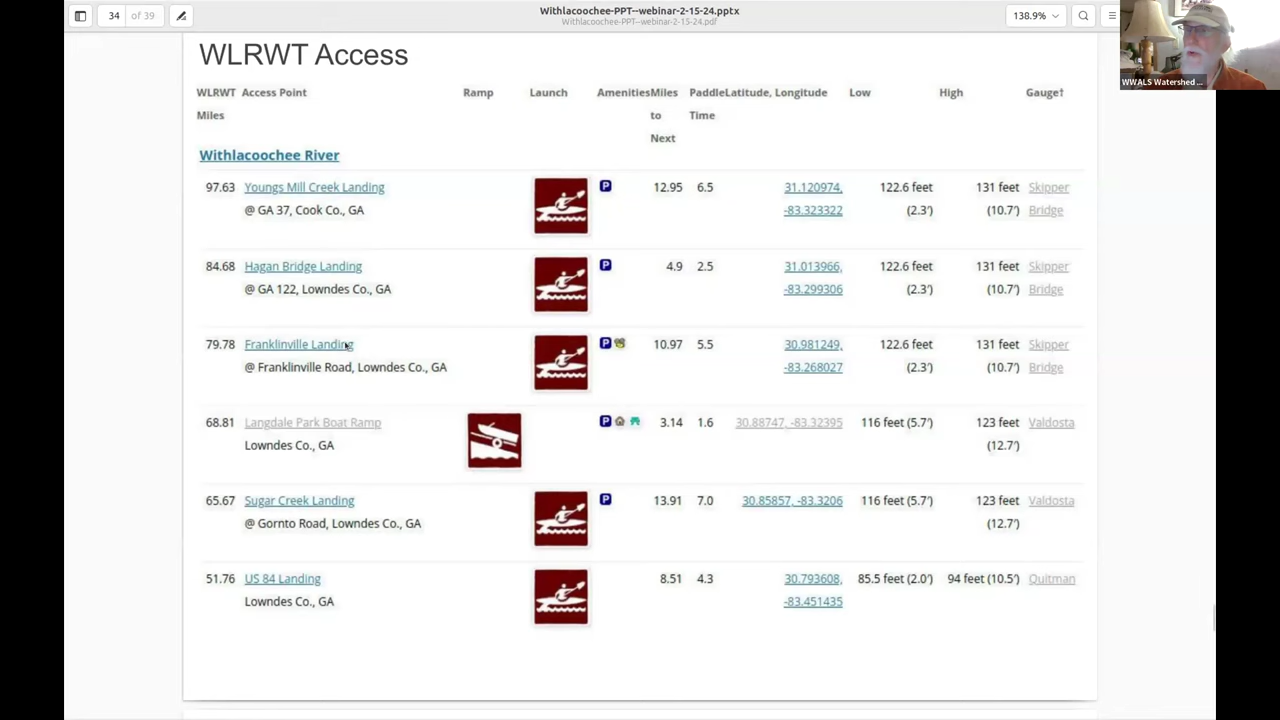 34 of 39
Withlacoochee-PPT--webinar-2-15-24.pptx
Withlacoochee-PPT--webinar-2-15-24.pdf
138.9%
WWALS Watershed ...
WLRWT Access
WLRWT Miles Access Point Ramp Launch Amenities Miles to Next Paddle Time Latitude, Longitude Low High Gauge†
Withlacoochee River
97.63 Youngs Mill Creek Landing P 12.95 6.5 31.120974, 122.6 feet 131 feet Skipper
@ GA 37, Cook Co., GA -83.323322 (2.3') (10.7') Bridge
84.68 Hagan Bridge Landing P 4.9 2.5 31.013966, 122.6 feet 131 feet Skipper
@ GA 122, Lowndes Co., GA -83.299306 (2.3') (10.7') Bridge
79.78 Franklinville Landing P 10.97 5.5 30.981249, 122.6 feet 131 feet Skipper
@ Franklinville Road, Lowndes Co., GA -83.268027 (2.3') (10.7') Bridge
68.81 Langdale Park Boat Ramp P 3.14 1.6 30.88747, -83.32395 116 feet (5.7') 123 feet Valdosta
Lowndes Co., GA (12.7')
65.67 Sugar Creek Landing P 13.91 7.0 30.85857, -83.3206 116 feet (5.7') 123 feet Valdosta
@ Gornto Road, Lowndes Co., GA (12.7')
51.76 US 84 Landing 8.51 4.3 30.793608, 85.5 feet (2.0') 94 feet (10.5') Quitman
Lowndes Co., GA -83.451435